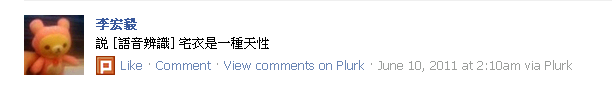 李宏毅
説 [語音辨識] 宅衣是一種天性
Like · Comment · View comments on Plurk · June 10, 2011 at 2:10am via Plurk